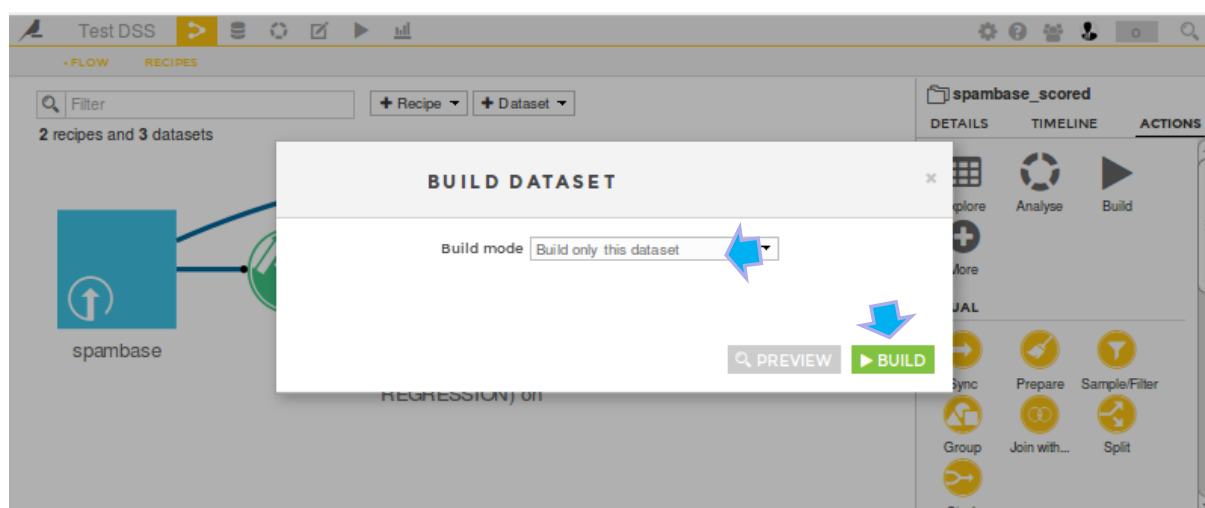 Test DSS
FLOW RECIPES
Filter
+ Recipe + Dataset
2 recipes and 3 datasets
spambase
REGRESSION) on
BUILD DATASET
×
Build mode Build only this dataset
PREVIEW BUILD
spambase_scored
DETAILS TIMELINE ACTIONS
plore Analyse Build
More
UAL
Sync Prepare Sample/Filter
Group Join with... Split